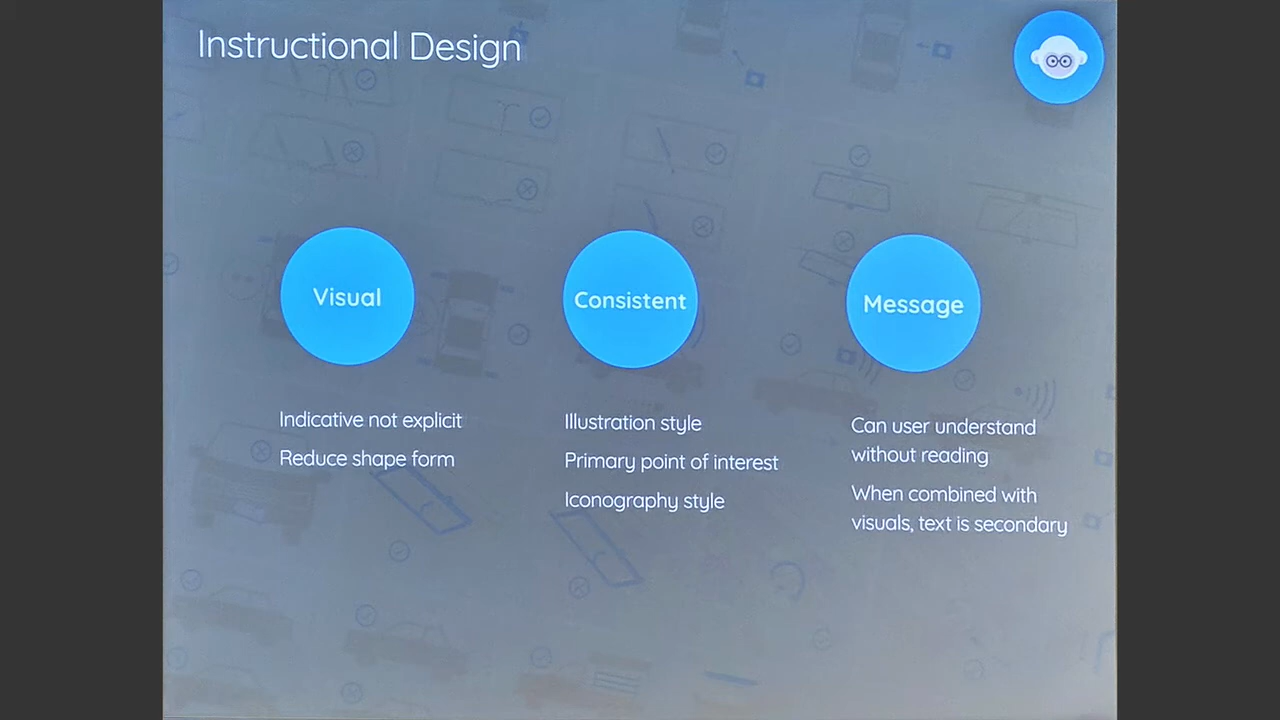 Instructional Design
Visual
Consistent
Message
Indicative not explicit
Reduce shape form
Illustration style
Primary point of interest
Iconography style
Can user understand
without reading
When combined with
visuals, text is secondary